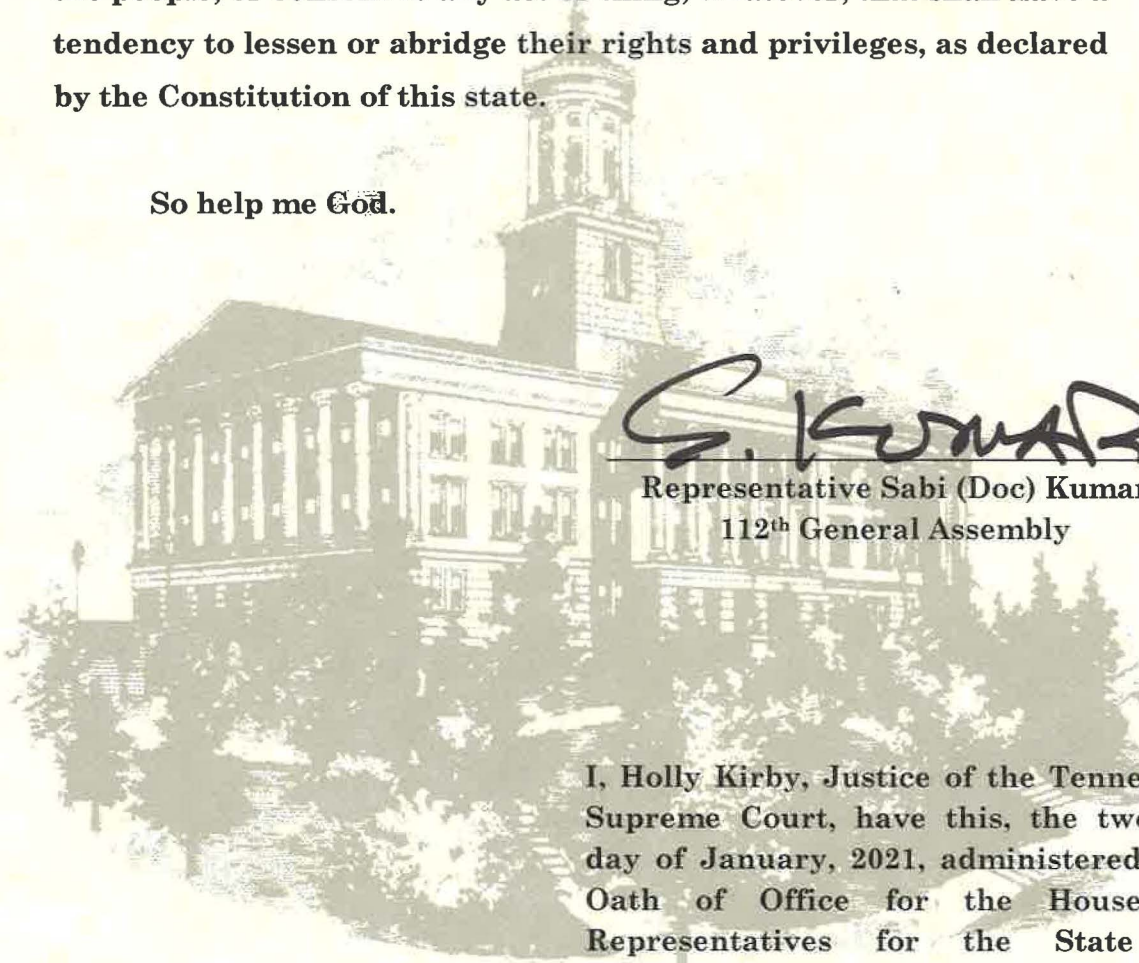 tendency to lessen or abridge their rights and privileges, as declared
by the Constitution of this state.
So help me God.
S. KUMAR
Representative Sabi (Doc) Kumar
112th General Assembly
I, Holly Kirby, Justice of the Tenne
Supreme Court, have this, the twe
day of January, 2021, administered
Oath of Office for the House
Representatives for the State